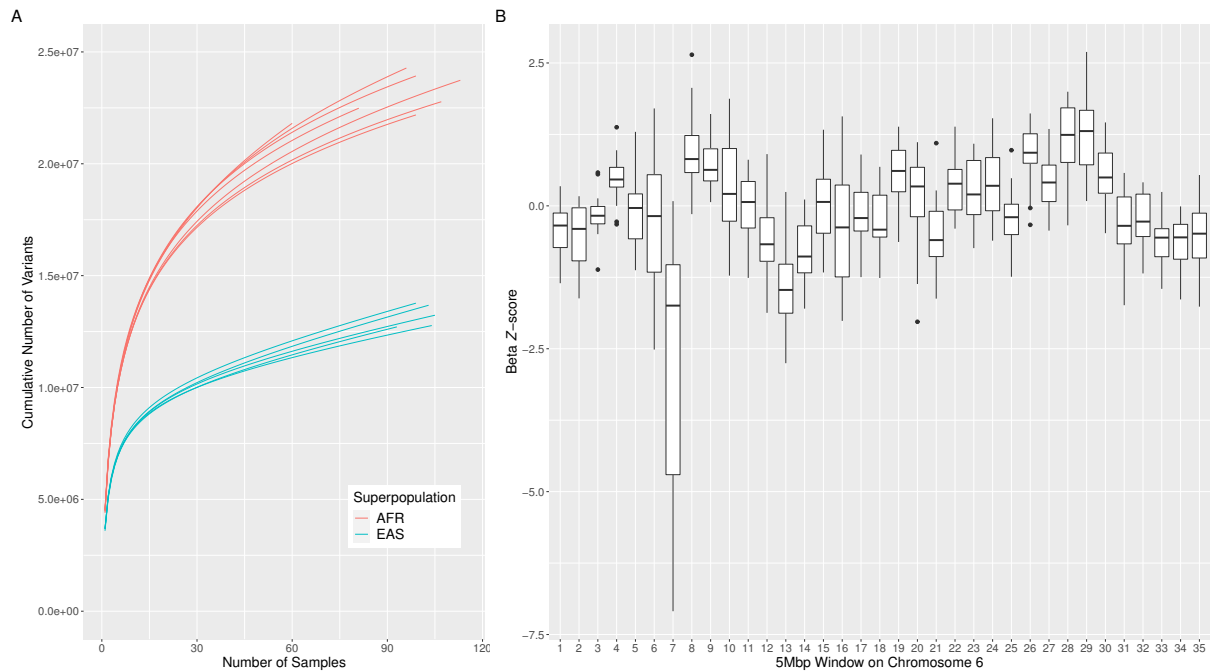 A
Cumulative Number of Variants
2.5e+07
2.0e+07
1.5e+07
1.0e+07
5.0e+06
0.0e+00
0 30 60 90 120
Number of Samples
Superpopulation
AFR
EAS
B
Beta Z-score
2.5
0.0
−2.5
−5.0
−7.5
1 2 3 4 5 6 7 8 9 10 11 12 13 14 15 16 17 18 19 20 21 22 23 24 25 26 27 28 29 30 31 32 33 34 35
5Mbp Window on Chromosome 6